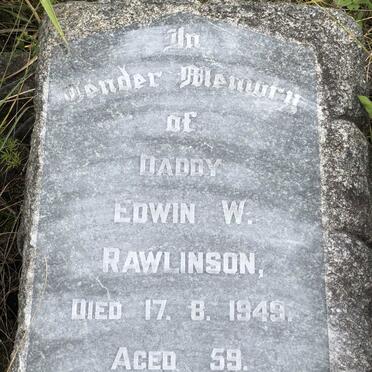 In
Tender Memory
of
DADDY
EDWIN W.
RAWLINSON,
DIED 17. 8. 1949.
AGED 59.